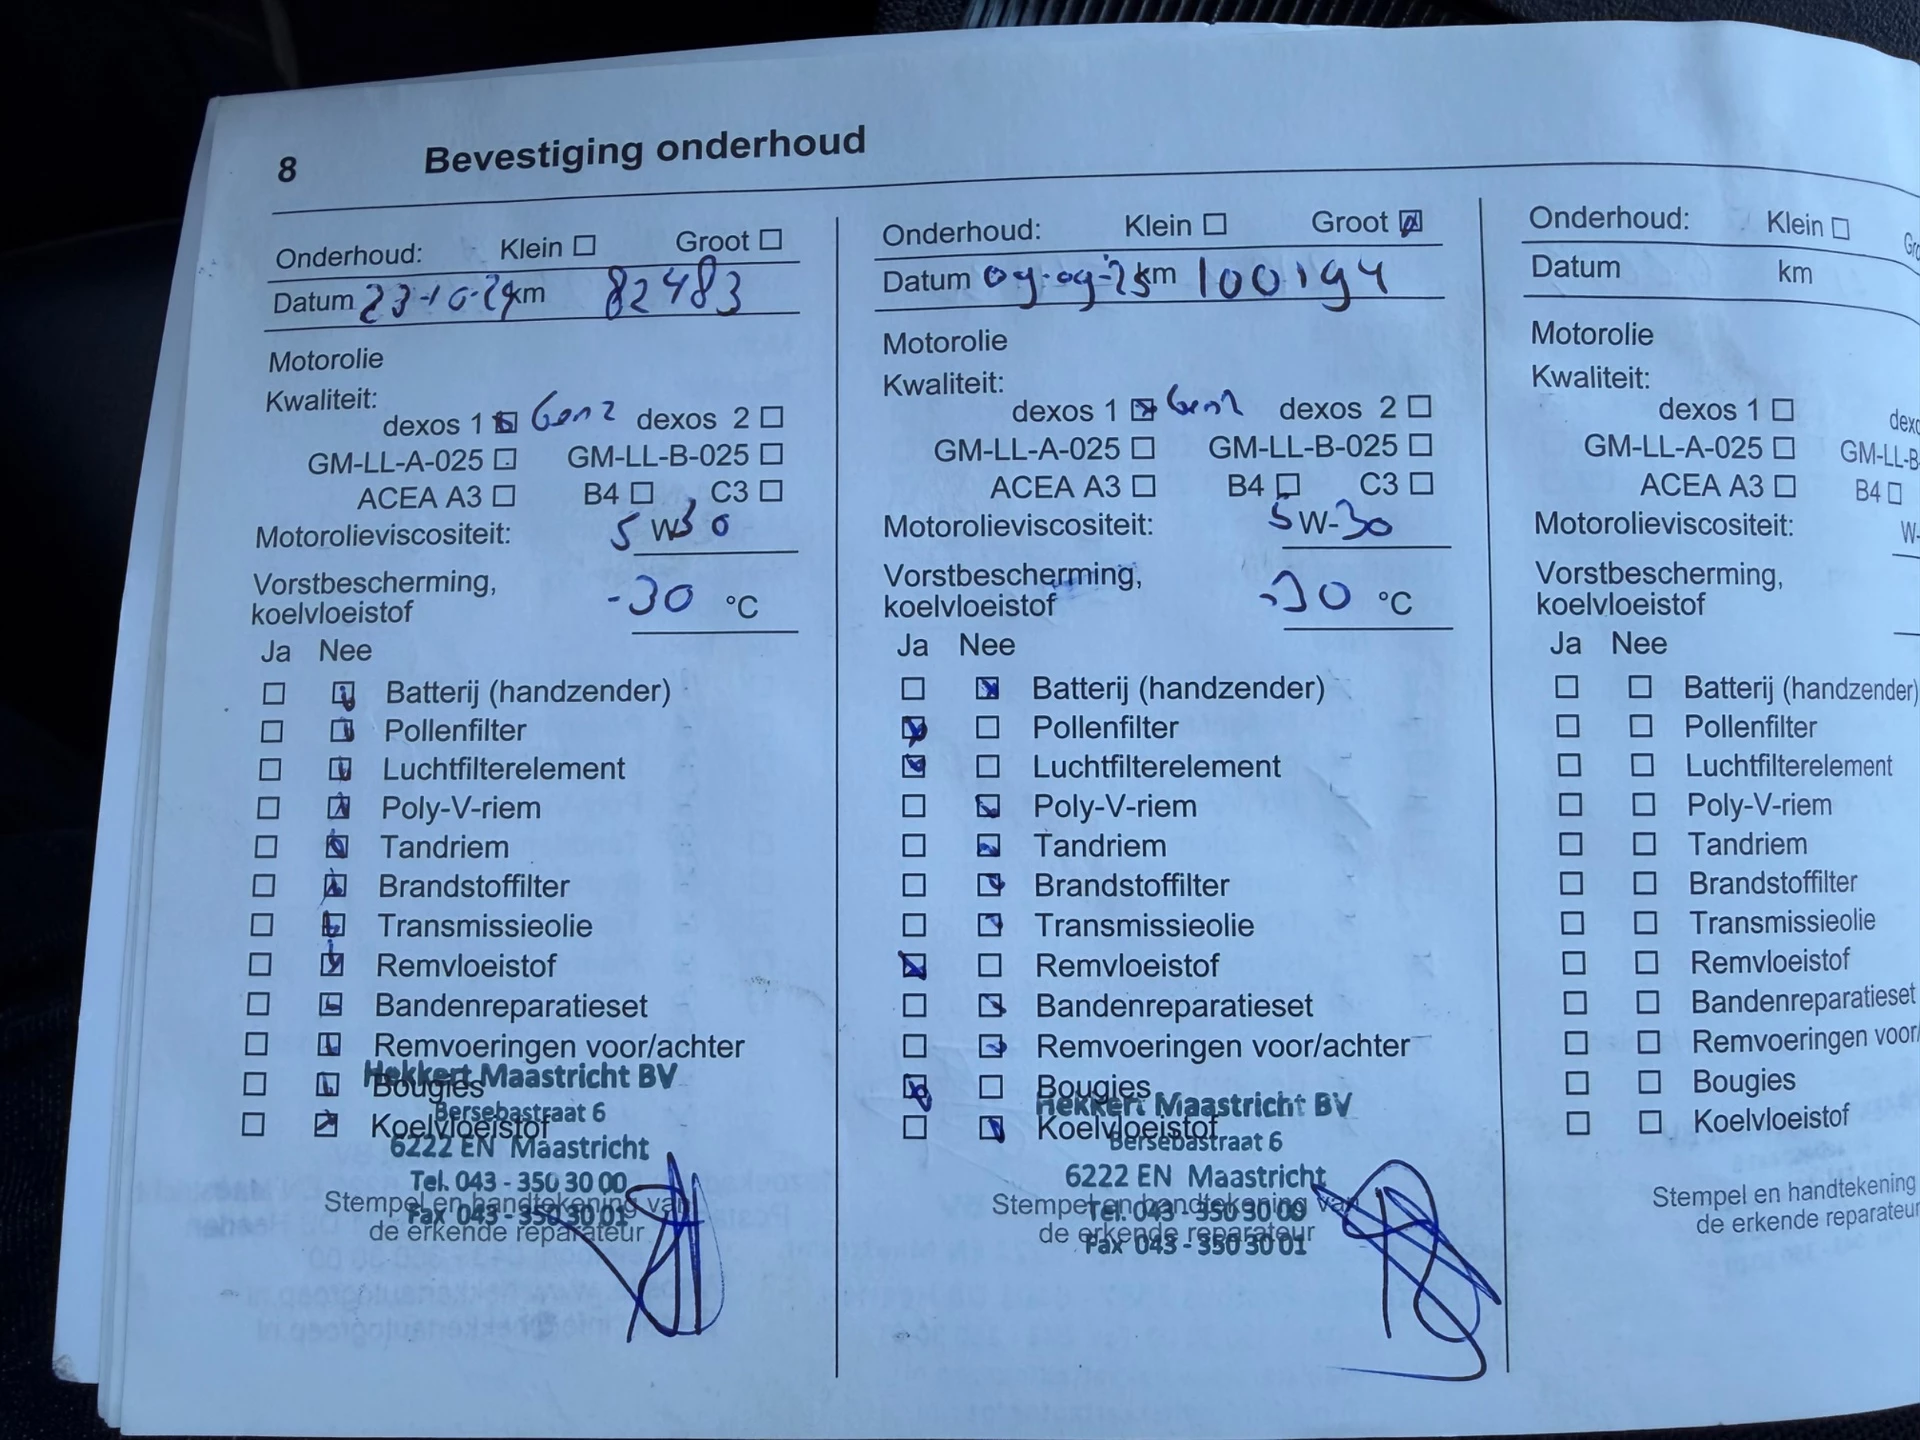 8 Bevestiging onderhoud
Onderhoud: Klein ☐ Groot ☐
Datum 23-10-24 km 82483
Motorolie
Kwaliteit:
dexos 1 ☒ Gen 2 dexos 2 ☐
GM-LL-A-025 ☐ GM-LL-B-025 ☐
ACEA A3 ☐ B4 ☐ C3 ☐
Motorolieviscositeit: 5 W 30
Vorstbescherming,
koelvloeistof -30 °C
Ja Nee
☐ ☒ Batterij (handzender)
☐ ☒ Pollenfilter
☐ ☒ Luchtfilterelement
☐ ☒ Poly-V-riem
☐ ☒ Tandriem
☐ ☒ Brandstoffilter
☐ ☒ Transmissieolie
☐ ☒ Remvloeistof
☐ ☒ Bandenreparatieset
☐ ☒ Remvoeringen voor/achter
☐ ☒ Bougies
☐ ☒ Koelvloeistof
Hekkert Maastricht BV
Bersebastraat 6
6222 EN Maastricht
Tel. 043 - 350 30 00
Fax 043 - 350 30 01
Stempel en handtekening van
de erkende reparateur
Onderhoud: Klein ☐ Groot ☒
Datum 09-09-25 km 100194
Motorolie
Kwaliteit:
dexos 1 ☒ Gen 2 dexos 2 ☐
GM-LL-A-025 ☐ GM-LL-B-025 ☐
ACEA A3 ☐ B4 ☐ C3 ☐
Motorolieviscositeit: 5 W-30
Vorstbescherming,
koelvloeistof -30 °C
Ja Nee
☐ ☒ Batterij (handzender)
☒ ☐ Pollenfilter
☒ ☐ Luchtfilterelement
☐ ☒ Poly-V-riem
☐ ☒ Tandriem
☐ ☒ Brandstoffilter
☐ ☒ Transmissieolie
☒ ☐ Remvloeistof
☐ ☒ Bandenreparatieset
☐ ☒ Remvoeringen voor/achter
☒ ☐ Bougies
☐ ☒ Koelvloeistof
Hekkert Maastricht BV
Bersebastraat 6
6222 EN Maastricht
Tel. 043 - 350 30 00
Fax 043 - 350 30 01
Stempel en handtekening van
de erkende reparateur
Onderhoud: Klein ☐
Datum km
Motorolie
Kwaliteit:
dexos 1 ☐
GM-LL-A-025 ☐ GM-LL-B
ACEA A3 ☐ B4 ☐
Motorolieviscositeit: W-
Vorstbescherming,
koelvloeistof
Ja Nee
☐ ☐ Batterij (handzender)
☐ ☐ Pollenfilter
☐ ☐ Luchtfilterelement
☐ ☐ Poly-V-riem
☐ ☐ Tandriem
☐ ☐ Brandstoffilter
☐ ☐ Transmissieolie
☐ ☐ Remvloeistof
☐ ☐ Bandenreparatieset
☐ ☐ Remvoeringen voor/
☐ ☐ Bougies
☐ ☐ Koelvloeistof
Stempel en handtekening
de erkende reparateur